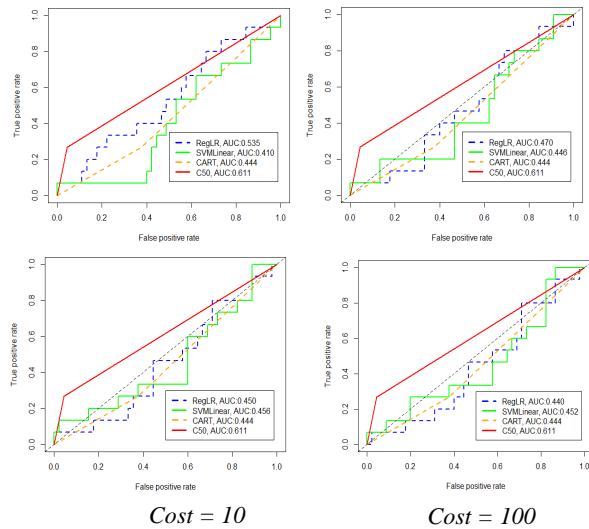 True positive rate
0.0 0.2 0.4 0.6 0.8 1.0
RegLR, AUC:0.535
SVMLinear, AUC:0.410
CART, AUC:0.444
C50, AUC:0.611
0.0 0.2 0.4 0.6 0.8 1.0
False positive rate
True positive rate
0.0 0.2 0.4 0.6 0.8 1.0
RegLR, AUC:0.470
SVMLinear, AUC:0.446
CART, AUC:0.444
C50, AUC:0.611
0.0 0.2 0.4 0.6 0.8 1.0
False positive rate
True positive rate
0.0 0.2 0.4 0.6 0.8 1.0
RegLR, AUC:0.450
SVMLinear, AUC:0.456
CART, AUC:0.444
C50, AUC:0.611
0.0 0.2 0.4 0.6 0.8 1.0
False positive rate
True positive rate
0.0 0.2 0.4 0.6 0.8 1.0
RegLR, AUC:0.440
SVMLinear, AUC:0.452
CART, AUC:0.444
C50, AUC:0.611
0.0 0.2 0.4 0.6 0.8 1.0
False positive rate
Cost = 10
Cost = 100